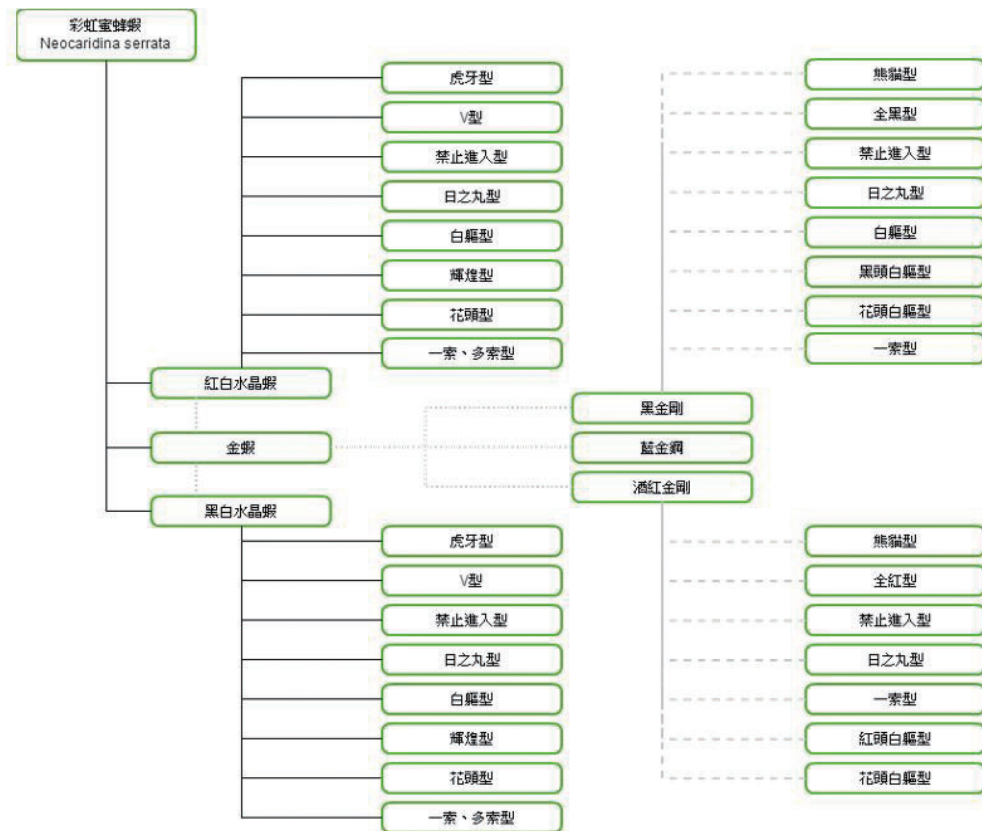 彩虹蜜蜂蝦
Neocaridina serrata
虎牙型
V型
禁止進入型
日之丸型
白軀型
輝煌型
花頭型
一索、多索型
紅白水晶蝦
金蝦
黑白水晶蝦
虎牙型
V型
禁止進入型
日之丸型
白軀型
輝煌型
花頭型
一索、多索型
黑金剛
藍金鋼
酒紅金剛
熊貓型
全黑型
禁止進入型
日之丸型
白軀型
黑頭白軀型
花頭白軀型
一索型
熊貓型
全紅型
禁止進入型
日之丸型
一索型
紅頭白軀型
花頭白軀型